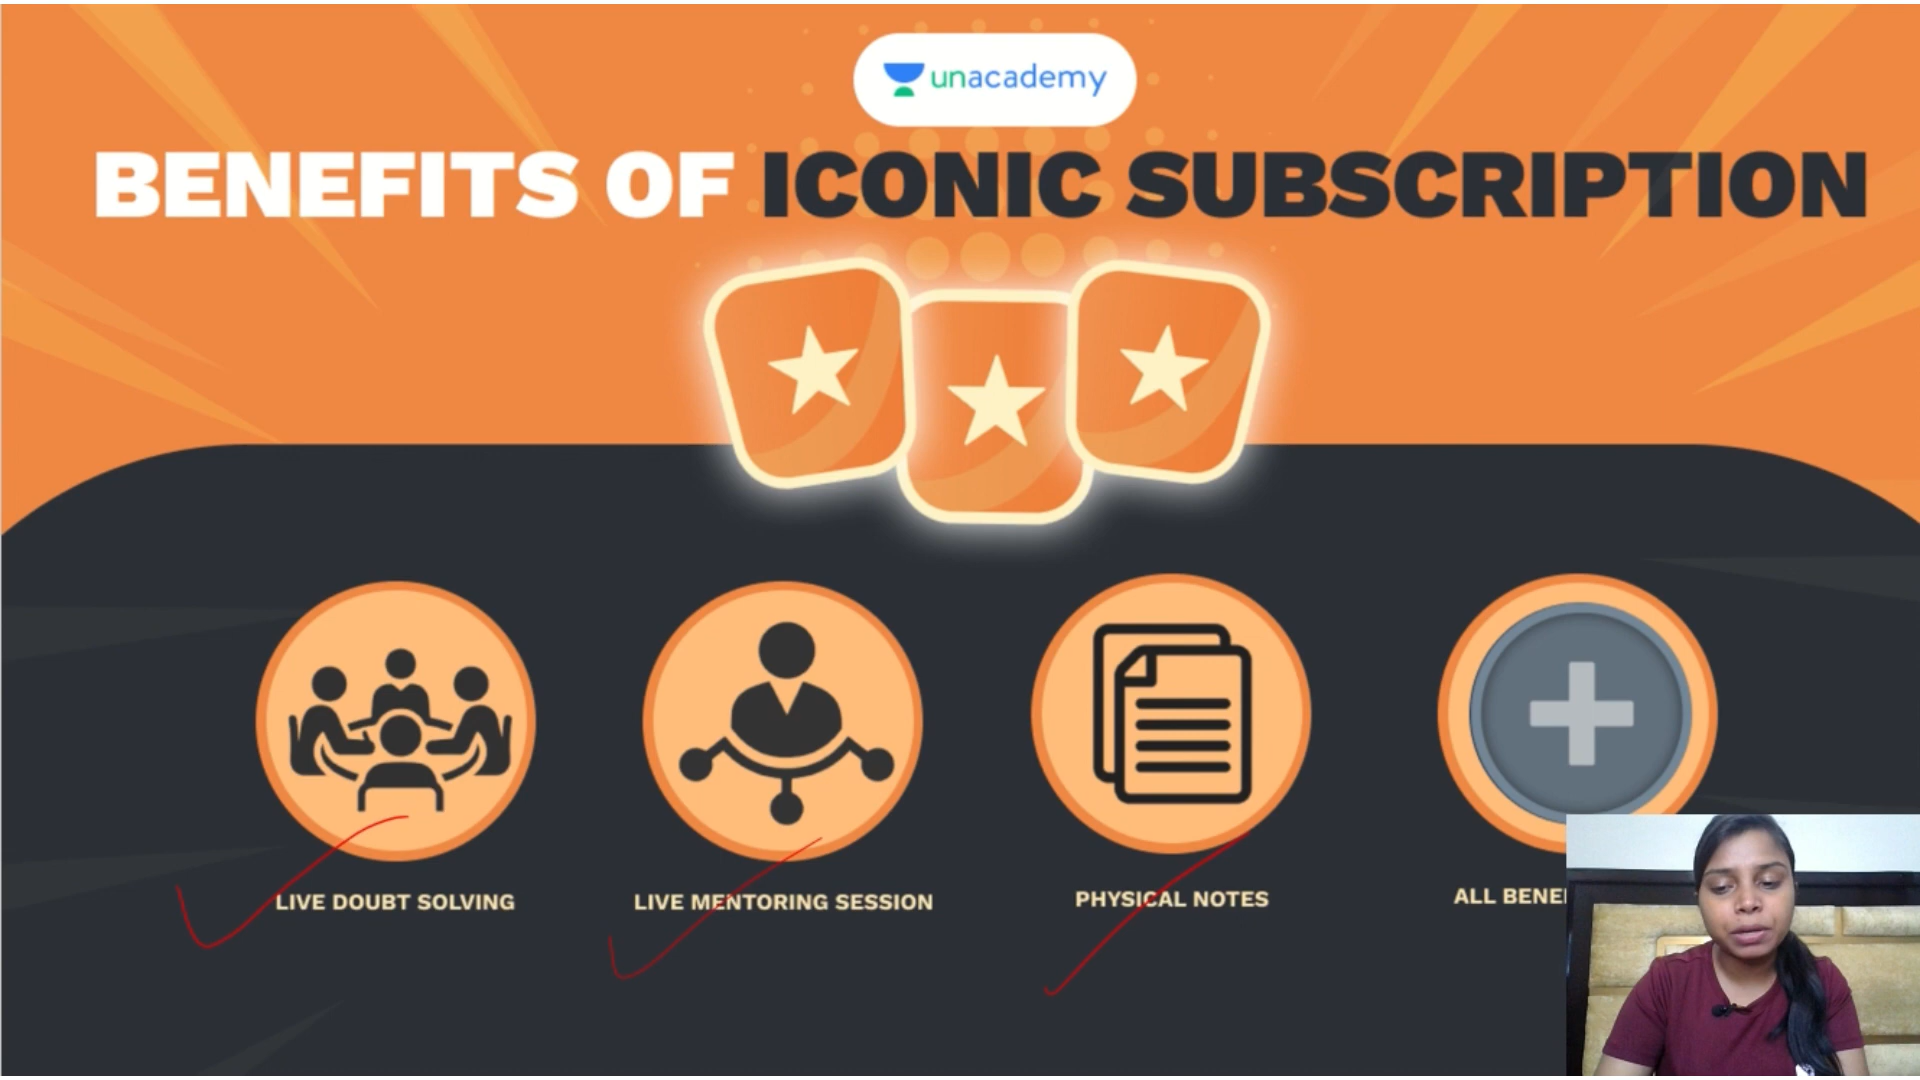 unacademy
BENEFITS OF ICONIC SUBSCRIPTION
LIVE DOUBT SOLVING
LIVE MENTORING SESSION
PHYSICAL NOTES
ALL